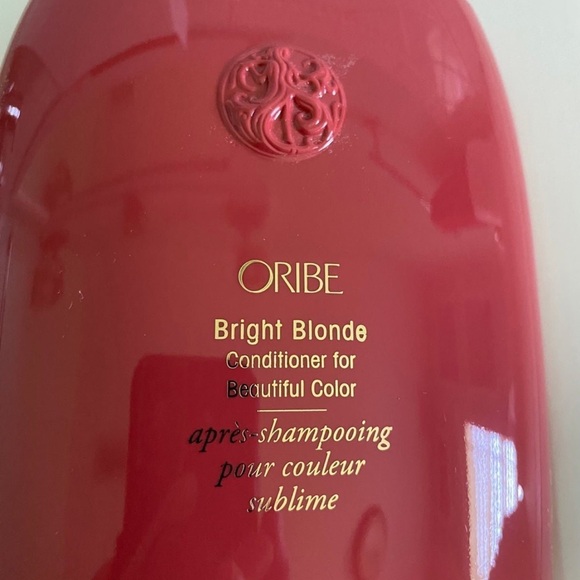 ORIBE
Bright Blonde
Conditioner for
Beautiful Color
après-shampooing
pour couleur
sublime